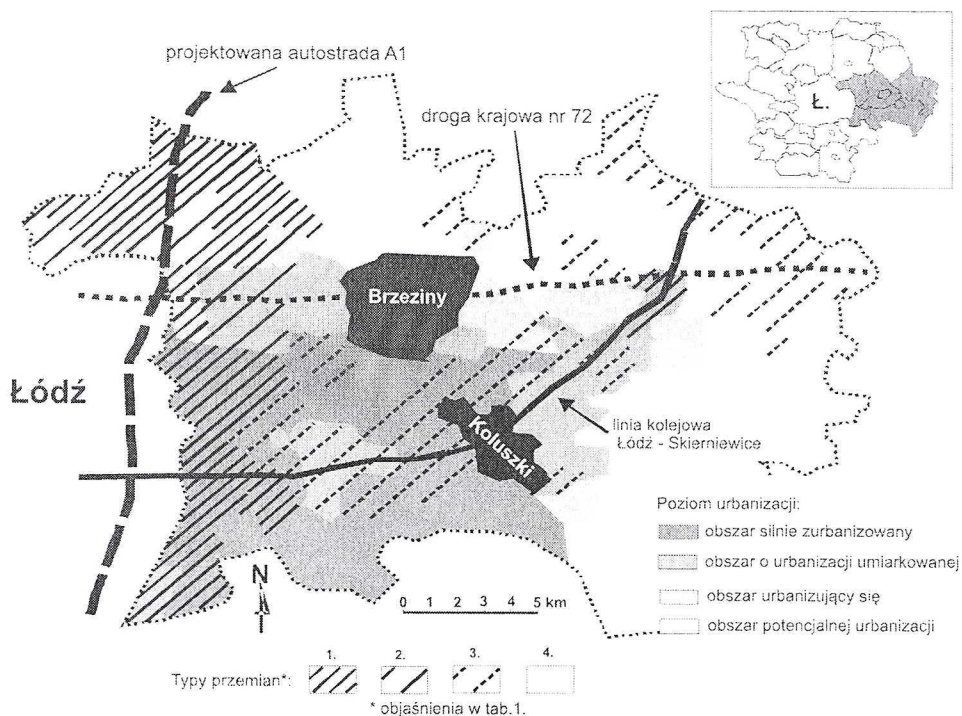 projektowana autostrada A1
droga krajowa nr 72
Ł.
Brzeziny
Łódź
Koluszki
linia kolejowa
Łódź - Skierniewice
Poziom urbanizacji:
obszar silnie zurbanizowany
obszar o urbanizacji umiarkowanej
obszar urbanizujący się
obszar potencjalnej urbanizacji
N
0 1 2 3 4 5 km
1. 2. 3. 4.
Typy przemian*:
* objaśnienia w tab.1.